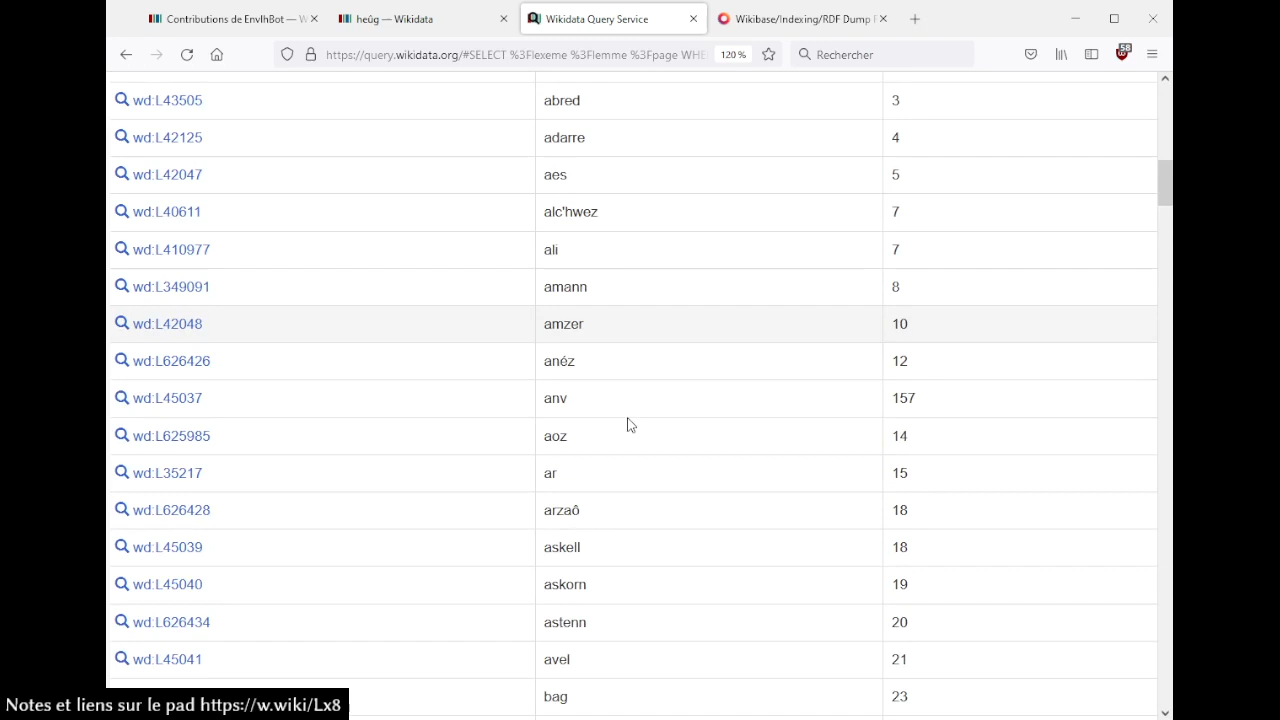 Contributions de EnvlhBot — W
heûg — Wikidata
Wikidata Query Service
Wikibase/Indexing/RDF Dump F
https://query.wikidata.org/#SELECT %3Flexeme %3Flemme %3Fpage WHE
120 %
Rechercher
58
wd:L43505 abred 3
wd:L42125 adarre 4
wd:L42047 aes 5
wd:L40611 alc'hwez 7
wd:L410977 ali 7
wd:L349091 amann 8
wd:L42048 amzer 10
wd:L626426 anéz 12
wd:L45037 anv 157
wd:L625985 aoz 14
wd:L35217 ar 15
wd:L626428 arzaô 18
wd:L45039 askell 18
wd:L45040 askorn 19
wd:L626434 astenn 20
wd:L45041 avel 21
bag 23
Notes et liens sur le pad https://w.wiki/Lx8